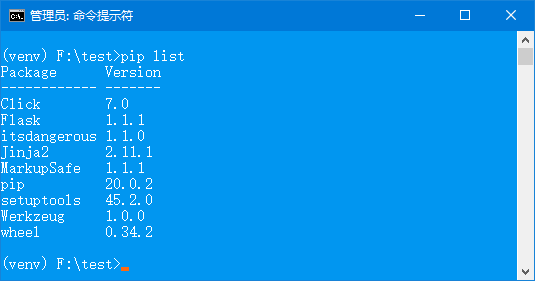 管理员: 命令提示符
(venv) F:\test>pip list
Package      Version
------------ -------
Click        7.0
Flask        1.1.1
itsdangerous 1.1.0
Jinja2       2.11.1
MarkupSafe   1.1.1
pip          20.0.2
setuptools   45.2.0
Werkzeug     1.0.0
wheel        0.34.2
(venv) F:\test>